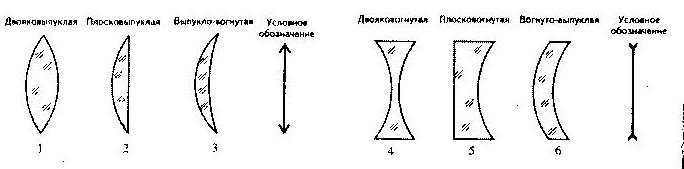 Двояковыпуклая Плосковыпуклая Выпукло-вогнутая Условное обозначение
1 2 3
Двояковогнутая Плосковогнутая Вогнуто-выпуклая Условное обозначение
4 5 6